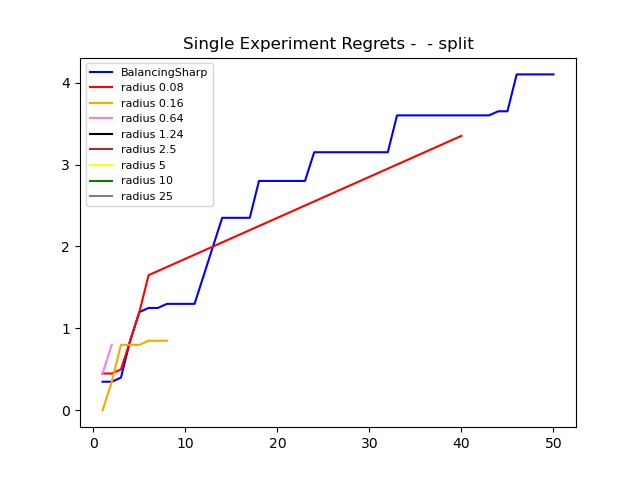 Single Experiment Regrets -  - split
BalancingSharp
radius 0.08
radius 0.16
radius 0.64
radius 1.24
radius 2.5
radius 5
radius 10
radius 25
4
3
2
1
0
0 10 20 30 40 50